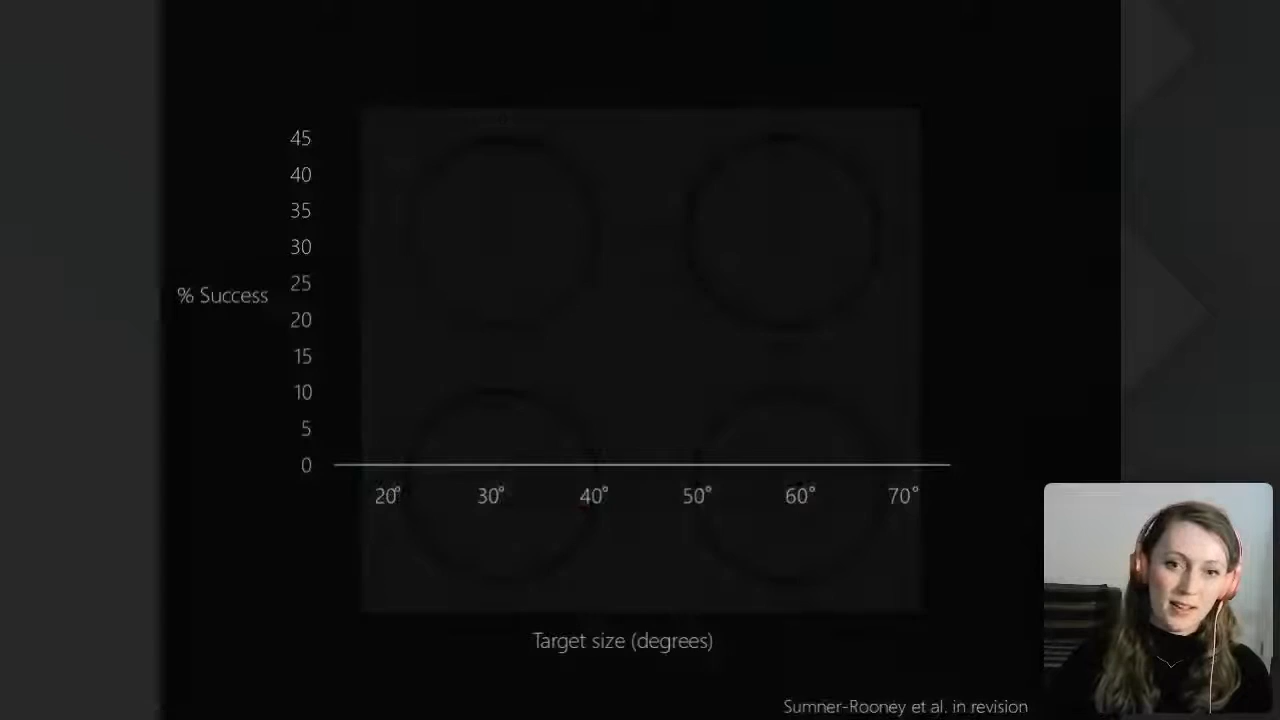 45
40
35
30
25
% Success
20
15
10
5
0
20° 30° 40° 50° 60° 70°
Target size (degrees)
Sumner-Rooney et al. in revision